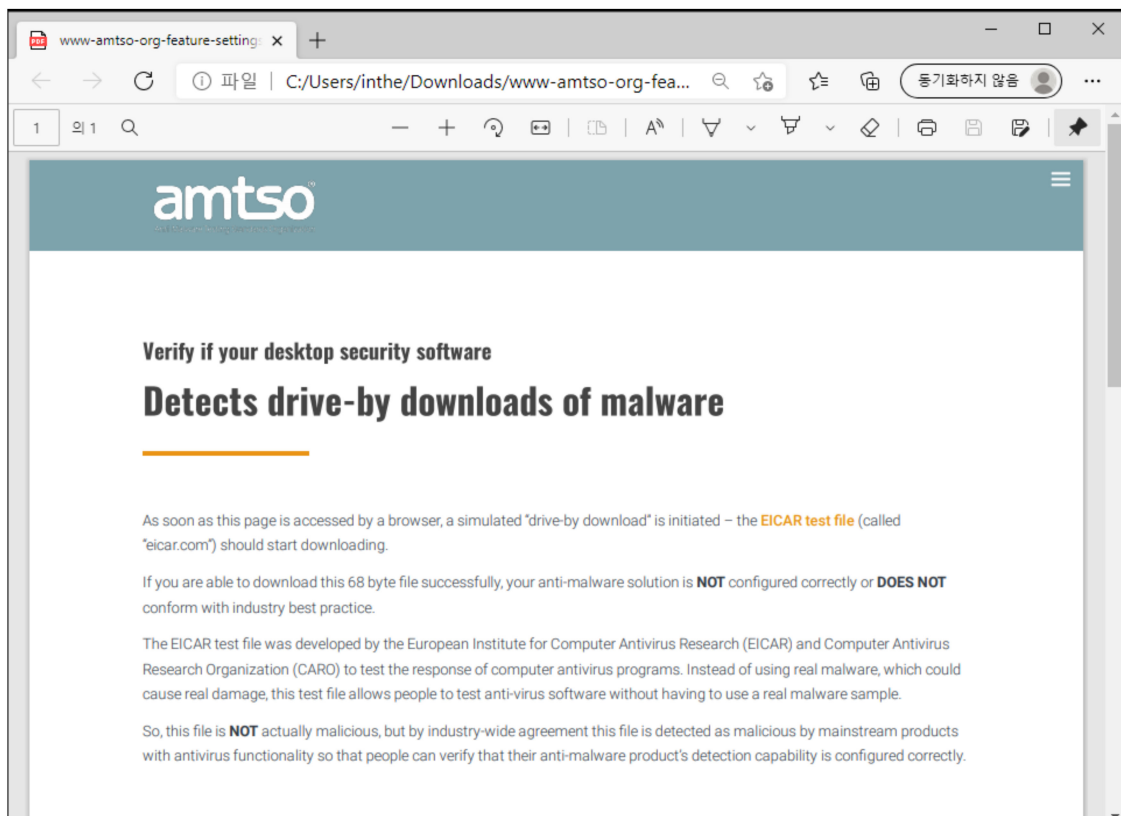 www-amtso-org-feature-setting
파일 C:/Users/inthe/Downloads/www-amtso-org-fea... 동기화하지 않음
1 의 1
amtso
Verify if your desktop security software
Detects drive-by downloads of malware
As soon as this page is accessed by a browser, a simulated “drive-by download” is initiated – the EICAR test file (called
“eicar.com”) should start downloading.
If you are able to download this 68 byte file successfully, your anti-malware solution is NOT configured correctly or DOES NOT
conform with industry best practice.
The EICAR test file was developed by the European Institute for Computer Antivirus Research (EICAR) and Computer Antivirus
Research Organization (CARO) to test the response of computer antivirus programs. Instead of using real malware, which could
cause real damage, this test file allows people to test anti-virus software without having to use a real malware sample.
So, this file is NOT actually malicious, but by industry-wide agreement this file is detected as malicious by mainstream products
with antivirus functionality so that people can verify that their anti-malware product’s detection capability is configured correctly.